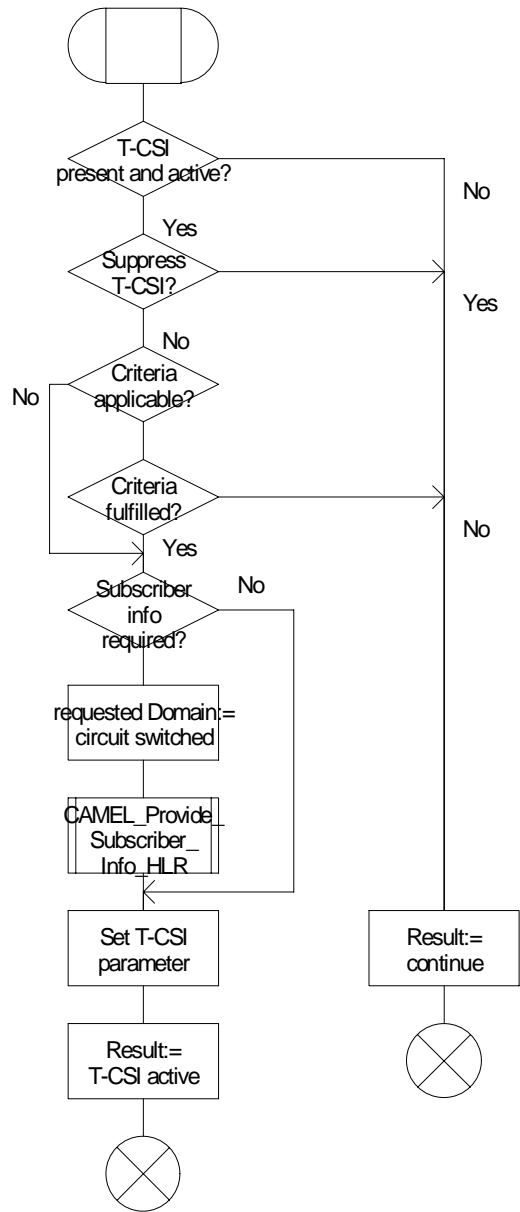 T-CSI
present and active?
No
Yes
Suppress
T-CSI?
Yes
No
Criteria
applicable?
No
Criteria
fulfilled?
No
Yes
Subscriber
info
required?
No
requested Domain:=
circuit switched
CAMEL_Provide_
Subscriber_
Info_HLR
Set T-CSI
parameter
Result:=
continue
Result:=
T-CSI active